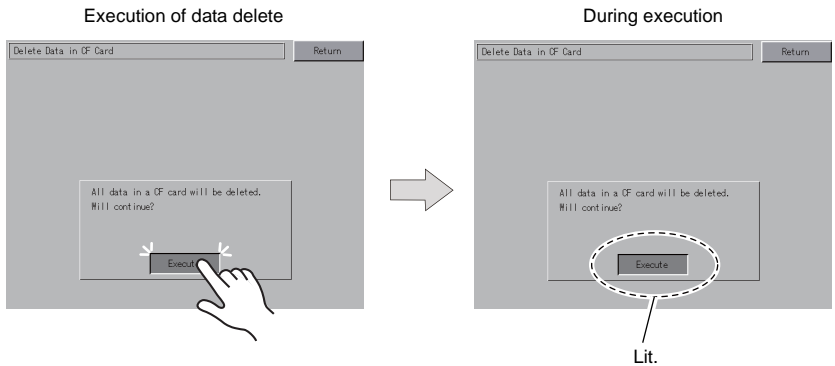 Execution of data delete
During execution
Delete Data in CF Card
Return
All data in a CF card will be deleted.
Will continue?
Delete Data in CF Card
Return
All data in a CF card will be deleted.
Will continue?
Execute
Lit.